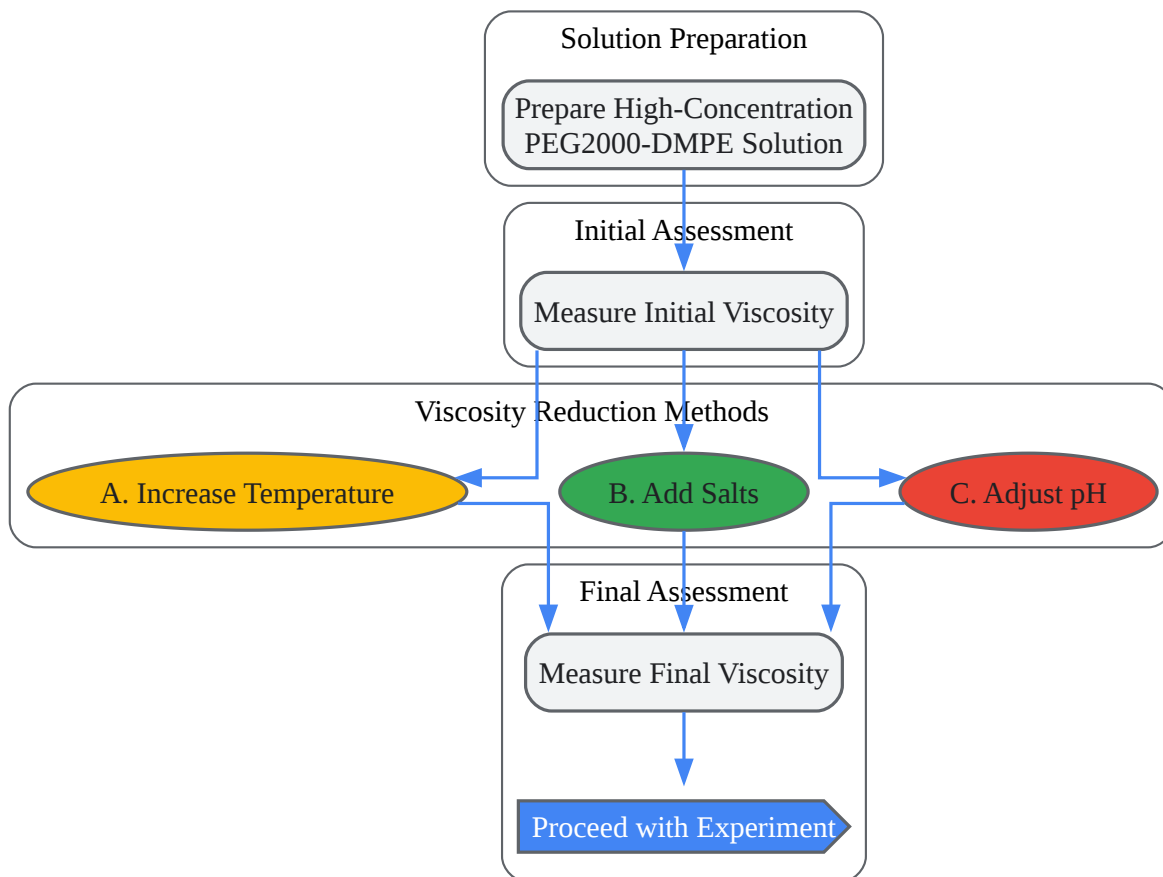 Solution Preparation
Prepare High-Concentration
PEG2000-DMPE Solution
Initial Assessment
Measure Initial Viscosity
Viscosity Reduction Methods
A. Increase Temperature
B. Add Salts
C. Adjust pH
Final Assessment
Measure Final Viscosity
Proceed with Experiment